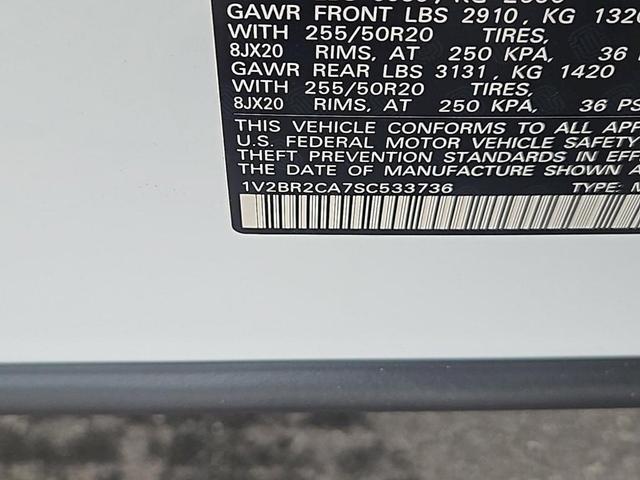 GAWR FRONT LBS 2910, KG 1320
WITH 255/50R20 TIRES,
8JX20 RIMS, AT 250 KPA, 36 PS
GAWR REAR LBS 3131, KG 1420
WITH 255/50R20 TIRES,
8JX20 RIMS, AT 250 KPA, 36 PS
THIS VEHICLE CONFORMS TO ALL APP
U.S. FEDERAL MOTOR VEHICLE SAFETY
THEFT PREVENTION STANDARDS IN EFFE
THE DATE OF MANUFACTURE SHOWN A
1V2BR2CA7SC533736 TYPE: M